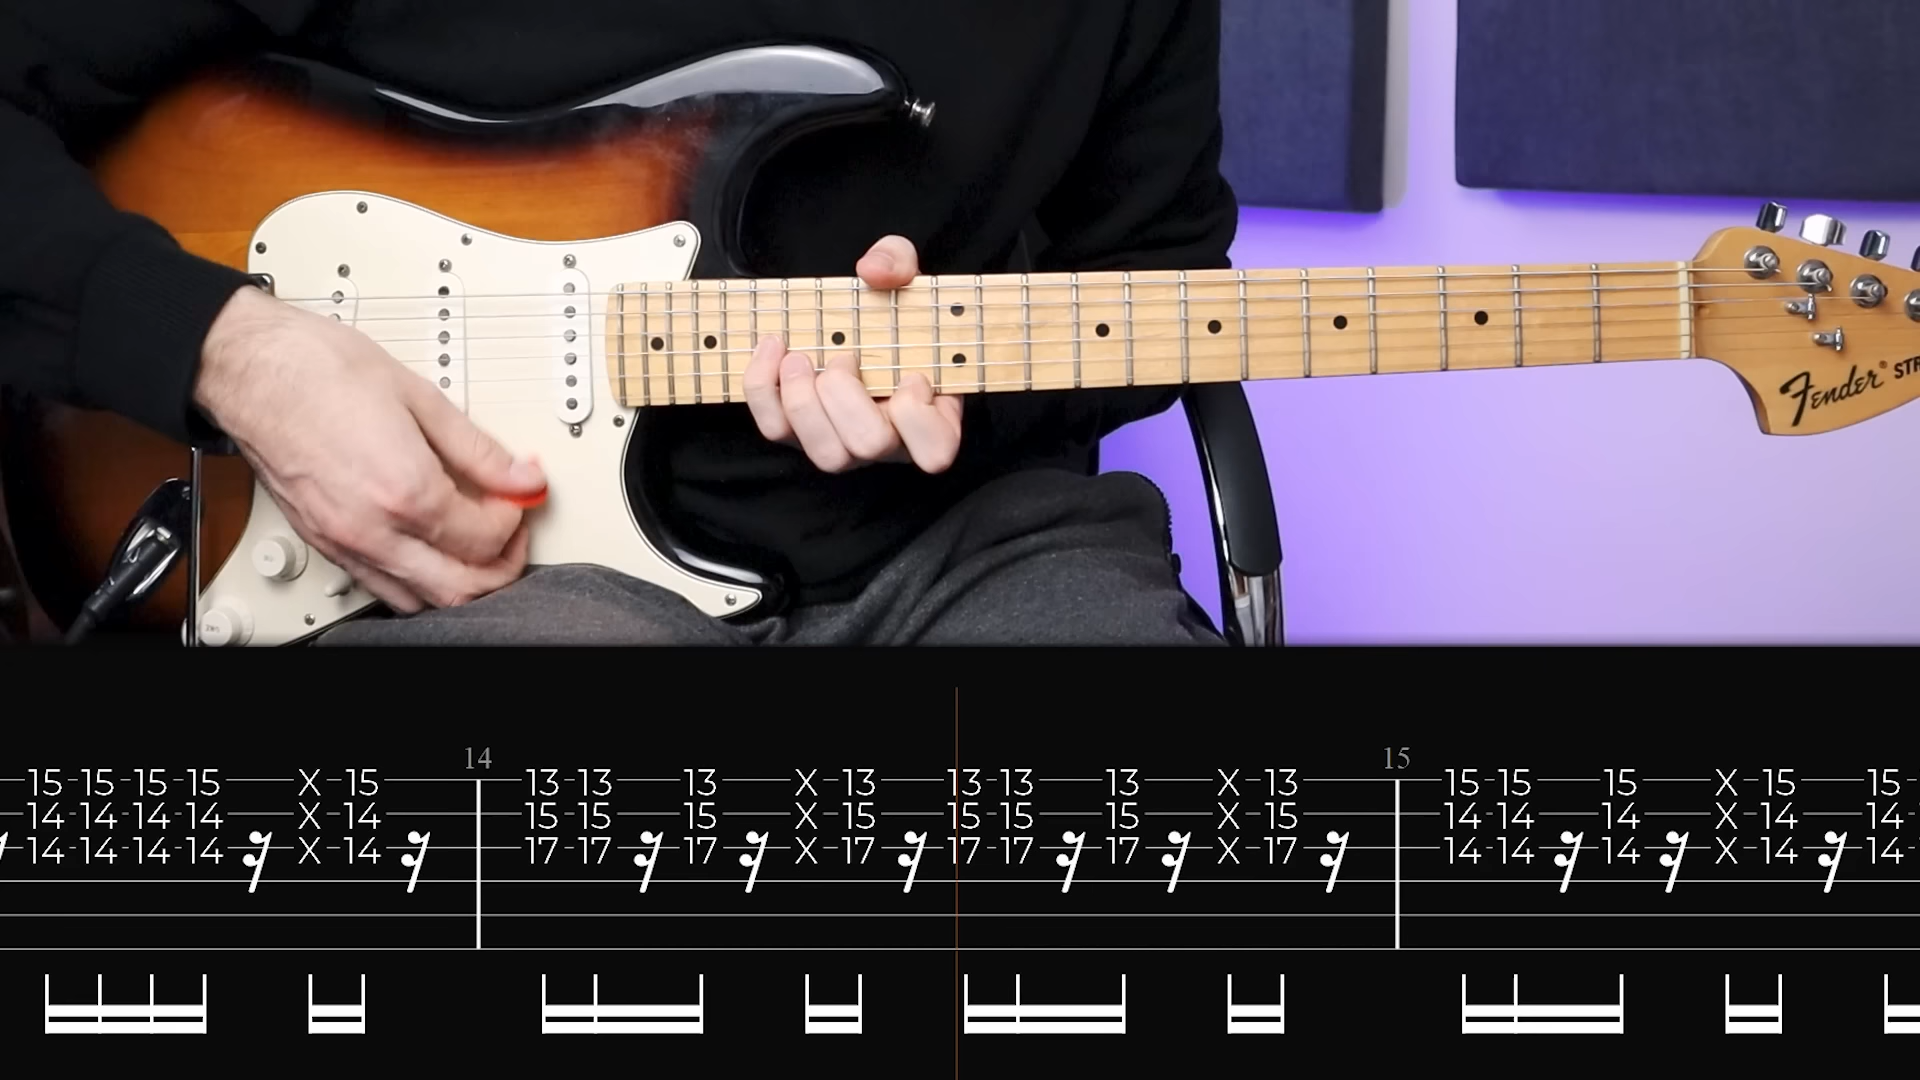 Fender® STR
14 15
15 15 15 15 X 15 13 13 13 X 13 13 13 13 X 13 15 15 15 X 15 15
14 14 14 14 X 14 15 15 15 X 15 15 15 15 X 15 14 14 14 X 14 14
14 14 14 14 X 14 17 17 17 X 17 17 17 17 X 17 14 14 14 X 14 14